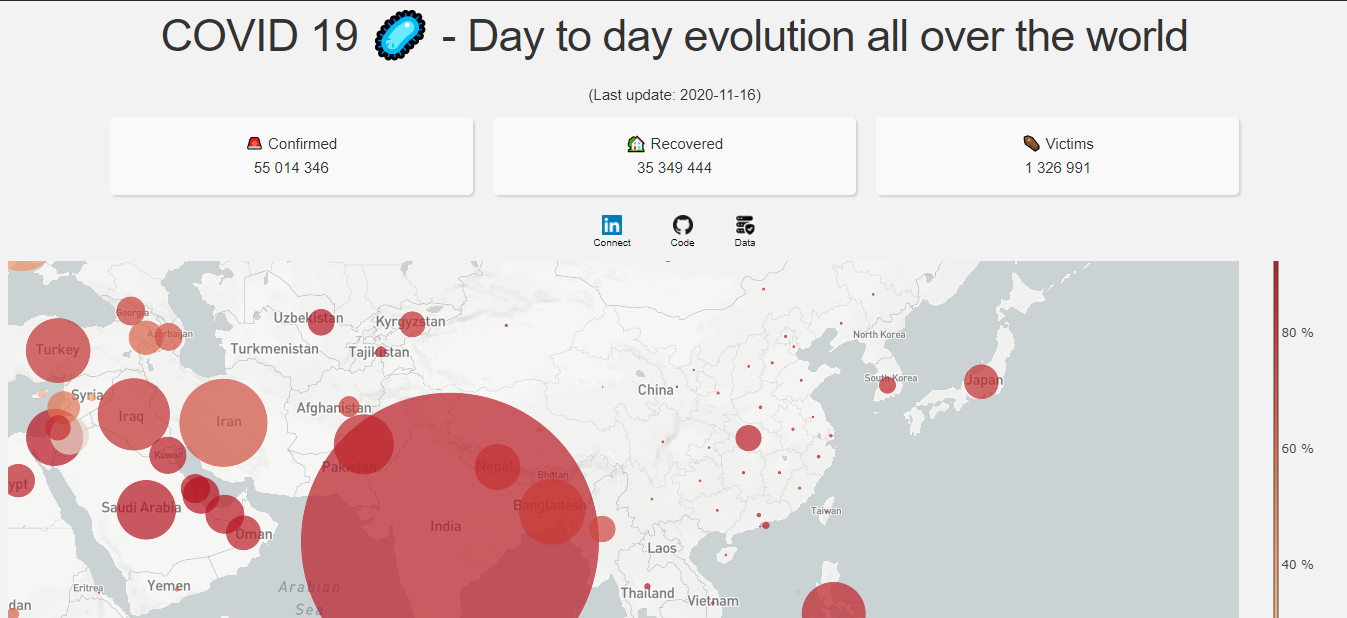 COVID 19 🦠 - Day to day evolution all over the world
(Last update: 2020-11-16)
🚨 Confirmed
55 014 346
🏡 Recovered
35 349 444
⚰️ Victims
1 326 991
in
Connect
Code
Data
Georgia
Azerbaijan
Uzbekistan
Kyrgyzstan
North Korea
80 %
Turkey
Turkmenistan
Tajikistan
South Korea
Japan
Syria
China
Iraq
Iran
Afghanistan
60 %
Kuwait
Pakistan
Nepal
Bhutan
ypt
Saudi Arabia
Bangladesh
Taiwan
India
Oman
Laos
40 %
Eritrea
Yemen
Arabian
Sea
Thailand
Vietnam
dan